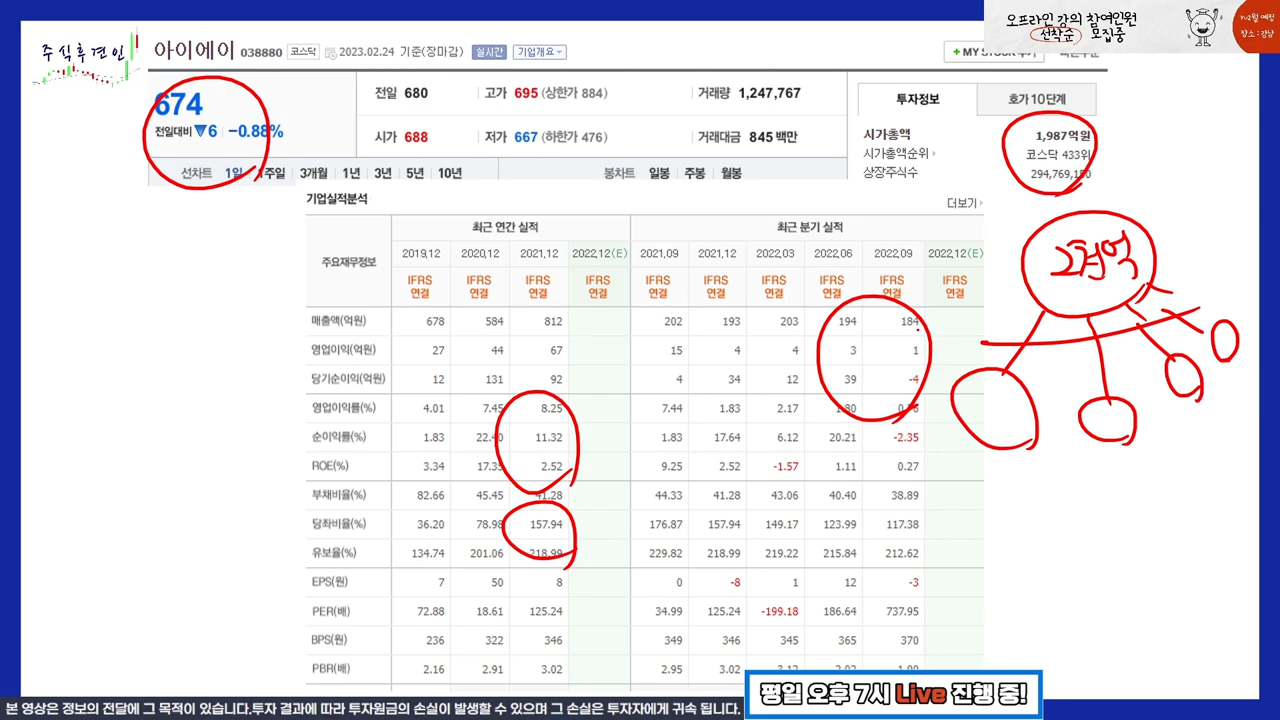 오프라인 강의 참여인원
선착순 모집중
장소 : 강남
주식후견인
아이에이 038880 코스닥 2023.02.24 기준(장마감) 실시간 기업개요
674
전일대비 ▼6 -0.88%
전일 680 고가 695 (상한가 884) 거래량 1,247,767
시가 688 저가 667 (하한가 476) 거래대금 845 백만
선차트 1일 1주일 3개월 1년 3년 5년 10년 봉차트 일봉 주봉 월봉
+ MY STOCK
투자정보 호가 10단계
시가총액 1,987억원
시가총액순위 코스닥 433위
상장주식수 294,769,150
2천억
기업실적분석 더보기
주요재무정보 최근 연간 실적 최근 분기 실적
2019.12 2020.12 2021.12 2022.12(E) 2021.09 2021.12 2022.03 2022.06 2022.09 2022.12(E)
IFRS IFRS IFRS IFRS IFRS IFRS IFRS IFRS IFRS IFRS
연결 연결 연결 연결 연결 연결 연결 연결 연결 연결
매출액(억원) 678 584 812 202 193 203 194 184
영업이익(억원) 27 44 67 15 4 4 3 1
당기순이익(억원) 12 131 92 4 34 12 39 -4
영업이익률(%) 4.01 7.45 8.25 7.44 1.83 2.17 1.80
순이익률(%) 1.83 22.40 11.32 1.83 17.64 6.12 20.21 -2.35
ROE(%) 3.34 17.35 2.52 9.25 2.52 -1.57 1.11 0.27
부채비율(%) 82.66 45.45 41.28 44.33 41.28 43.06 40.40 38.89
당좌비율(%) 36.20 78.98 157.94 176.87 157.94 149.17 123.99 117.38
유보율(%) 134.74 201.06 218.99 229.82 218.99 219.22 215.84 212.62
EPS(원) 7 50 8 0 -8 1 12 -3
PER(배) 72.88 18.61 125.24 34.99 125.24 -199.18 186.64 737.95
BPS(원) 236 322 346 349 346 345 365 370
PBR(배) 2.16 2.91 3.02 2.95 3.02
평일 오후 7시 Live 진행 중!
본 영상은 정보의 전달에 그 목적이 있습니다.투자 결과에 따라 투자원금의 손실이 발생할 수 있으며 그 손실은 투자자에게 귀속 됩니다.